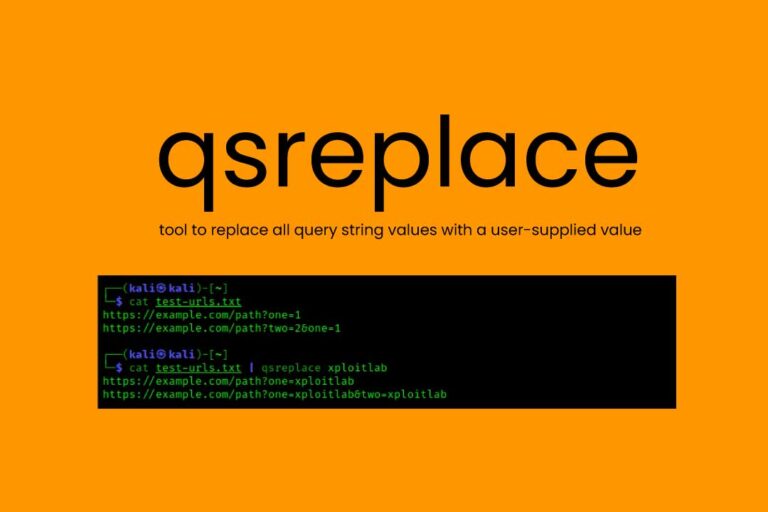 qsreplace
tool to replace all query string values with a user-supplied value
┌──(kali㉿kali)-[~]
└─$ cat test-urls.txt
https://example.com/path?one=1
https://example.com/path?two=2&one=1
┌──(kali㉿kali)-[~]
└─$ cat test-urls.txt | qsreplace xploitlab
https://example.com/path?one=xploitlab
https://example.com/path?one=xploitlab&two=xploitlab